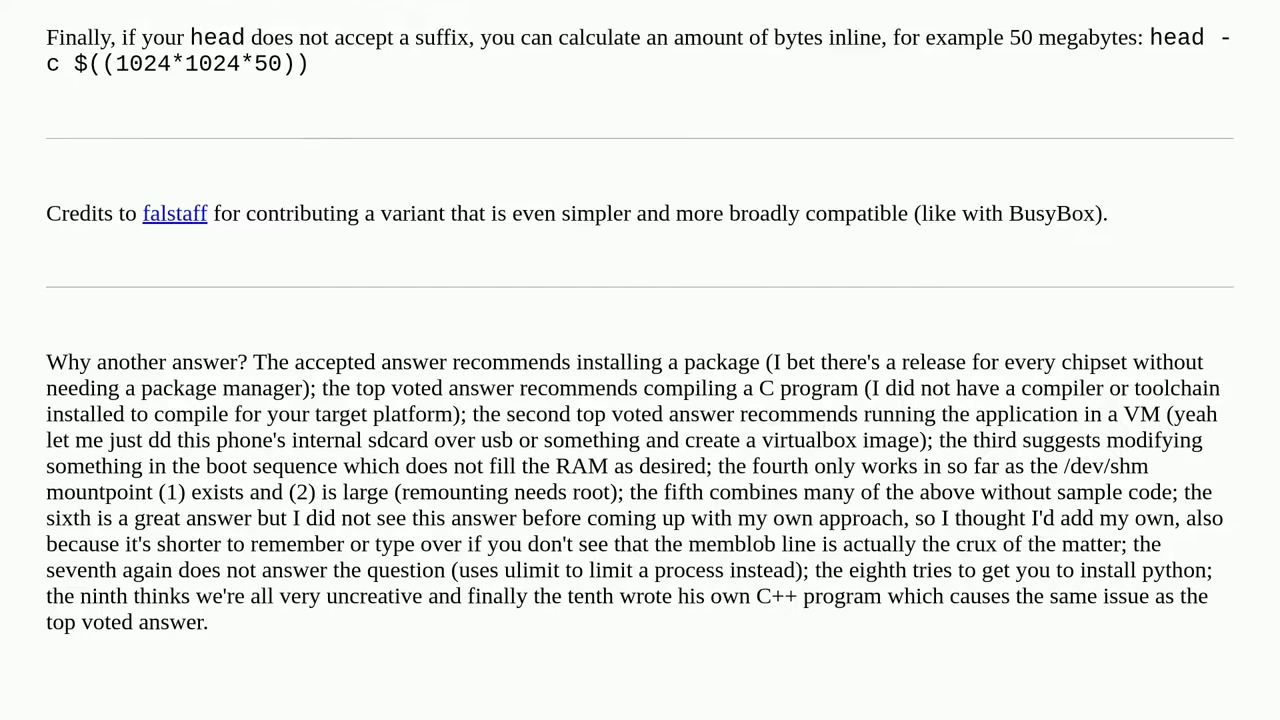 Finally, if your head does not accept a suffix, you can calculate an amount of bytes inline, for example 50 megabytes: head -
c $((1024*1024*50))
Credits to falstaff for contributing a variant that is even simpler and more broadly compatible (like with BusyBox).
Why another answer? The accepted answer recommends installing a package (I bet there's a release for every chipset without
needing a package manager); the top voted answer recommends compiling a C program (I did not have a compiler or toolchain
installed to compile for your target platform); the second top voted answer recommends running the application in a VM (yeah
let me just dd this phone's internal sdcard over usb or something and create a virtualbox image); the third suggests modifying
something in the boot sequence which does not fill the RAM as desired; the fourth only works in so far as the /dev/shm
mountpoint (1) exists and (2) is large (remounting needs root); the fifth combines many of the above without sample code; the
sixth is a great answer but I did not see this answer before coming up with my own approach, so I thought I'd add my own, also
because it's shorter to remember or type over if you don't see that the memblob line is actually the crux of the matter; the
seventh again does not answer the question (uses ulimit to limit a process instead); the eighth tries to get you to install python;
the ninth thinks we're all very uncreative and finally the tenth wrote his own C++ program which causes the same issue as the
top voted answer.